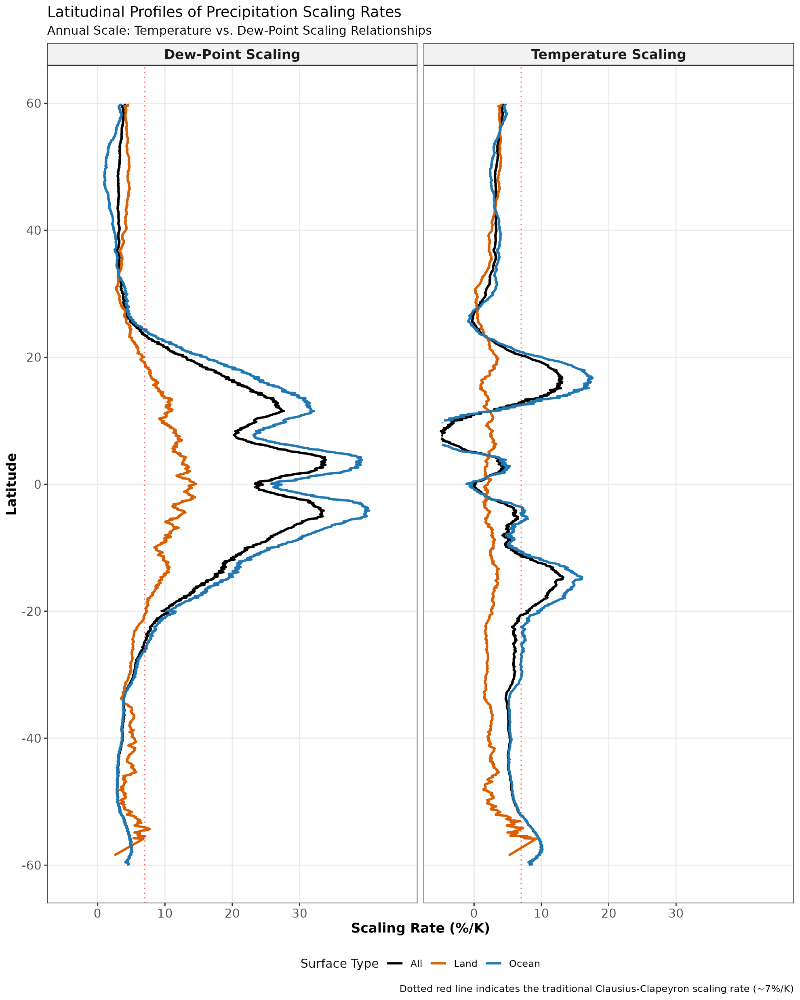 Latitudinal Profiles of Precipitation Scaling Rates
Annual Scale: Temperature vs. Dew-Point Scaling Relationships
Dew-Point Scaling
Temperature Scaling
Latitude
60
40
20
0
-20
-40
-60
0 10 20 30
0 10 20 30
Scaling Rate (%/K)
Surface Type All Land Ocean
Dotted red line indicates the traditional Clausius-Clapeyron scaling rate (~7%/K)